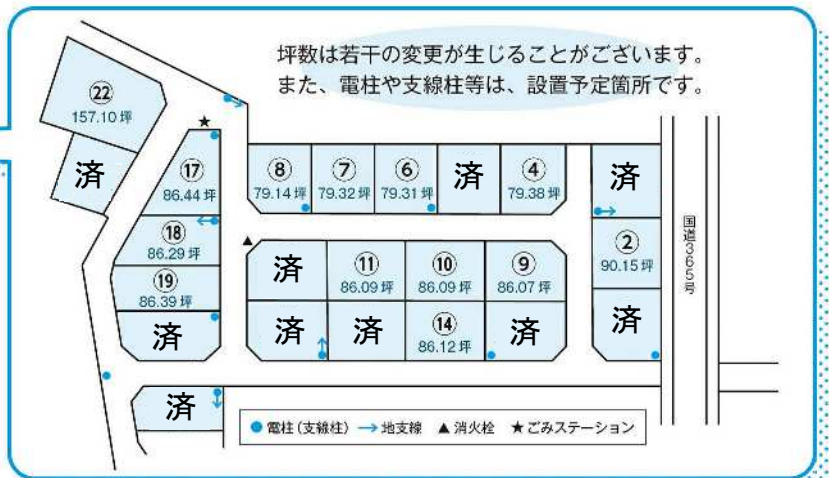 坪数は若干の変更が生じることがございます。
また、電柱や支線柱等は、設置予定箇所です。
㉒
157.10坪
済
★
⑰
86.44坪
⑧
79.14坪
⑦
79.32坪
⑥
79.31坪
済
④
79.38坪
済
⑱
86.29坪
②
90.15坪
国道365号
▲
済
⑪
86.09坪
⑩
86.09坪
⑨
86.07坪
⑲
86.39坪
済
済
済
⑭
86.12坪
済
済
済
●電柱(支線柱) →地支線 ▲消火栓 ★ごみステーション